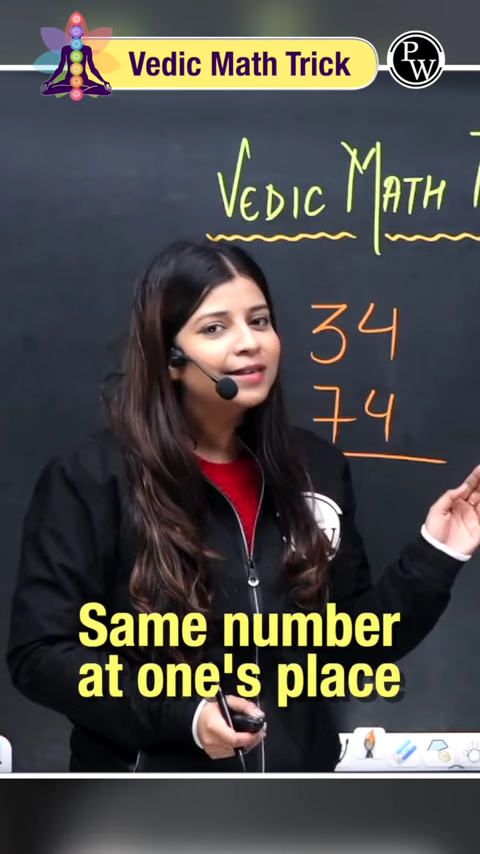 Vedic Math Trick
PW
VEDIC MATH
34
74
W
Same number
at one's place